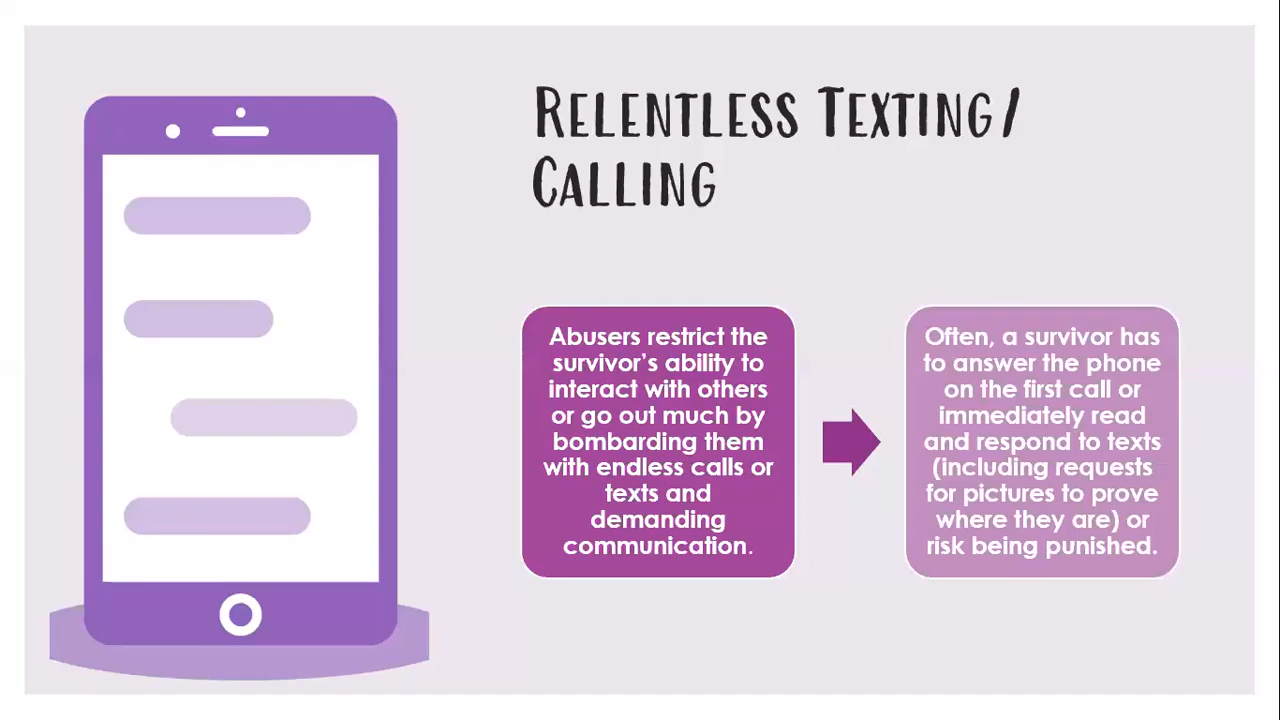 Relentless Texting/
Calling
Abusers restrict the
survivor's ability to
interact with others
or go out much by
bombarding them
with endless calls or
texts and
demanding
communication.
Often, a survivor has
to answer the phone
on the first call or
immediately read
and respond to texts
(including requests
for pictures to prove
where they are) or
risk being punished.